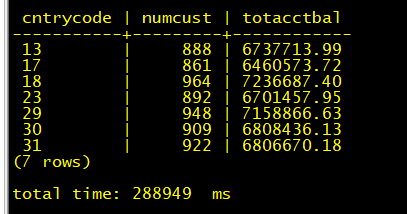 cntrycode | numcust | totacctbal
-----------+---------+------------
13 | 888 | 6737713.99
17 | 861 | 6460573.72
18 | 964 | 7236687.40
23 | 892 | 6701457.95
29 | 948 | 7158866.63
30 | 909 | 6808436.13
31 | 922 | 6806670.18
(7 rows)
total time: 288949 ms